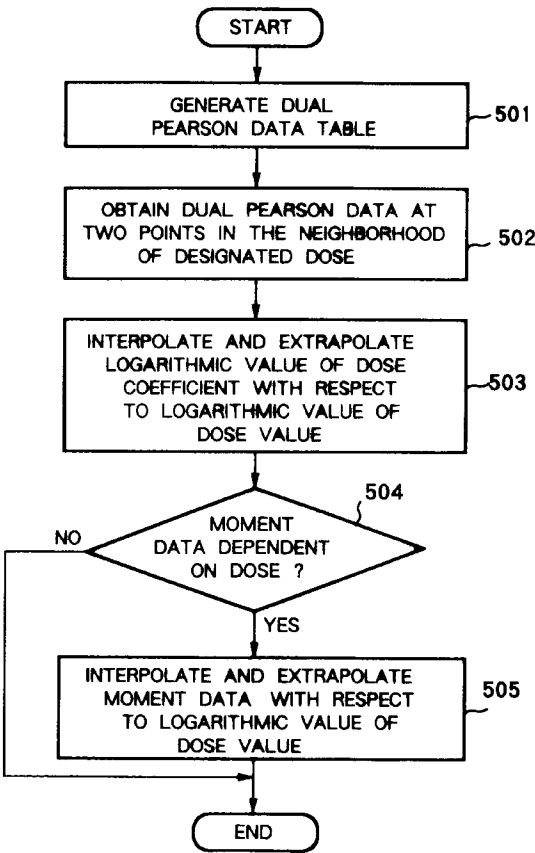 START
GENERATE DUAL
PEARSON DATA TABLE
501
OBTAIN DUAL PEARSON DATA AT
TWO POINTS IN THE NEIGHBORHOOD
OF DESIGNATED DOSE
502
INTERPOLATE AND EXTRAPOLATE
LOGARITHMIC VALUE OF DOSE
COEFFICIENT WITH RESPECT
TO LOGARITHMIC VALUE OF
DOSE VALUE
503
504
MOMENT
DATA DEPENDENT
ON DOSE ?
NO
YES
INTERPOLATE AND EXTRAPOLATE
MOMENT DATA WITH RESPECT
TO LOGARITHMIC VALUE OF
DOSE VALUE
505
END